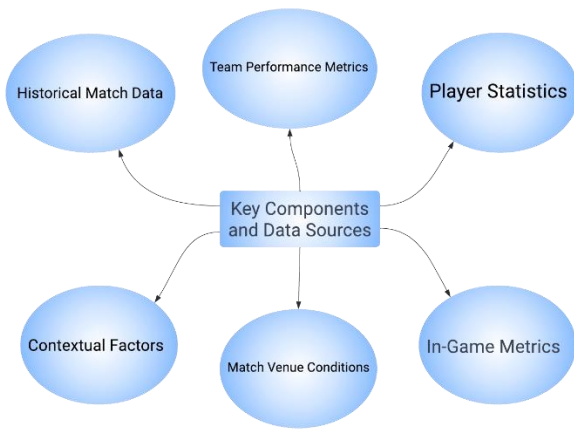 Team Performance Metrics
Historical Match Data
Player Statistics
Key Components
and Data Sources
Contextual Factors
Match Venue Conditions
In-Game Metrics